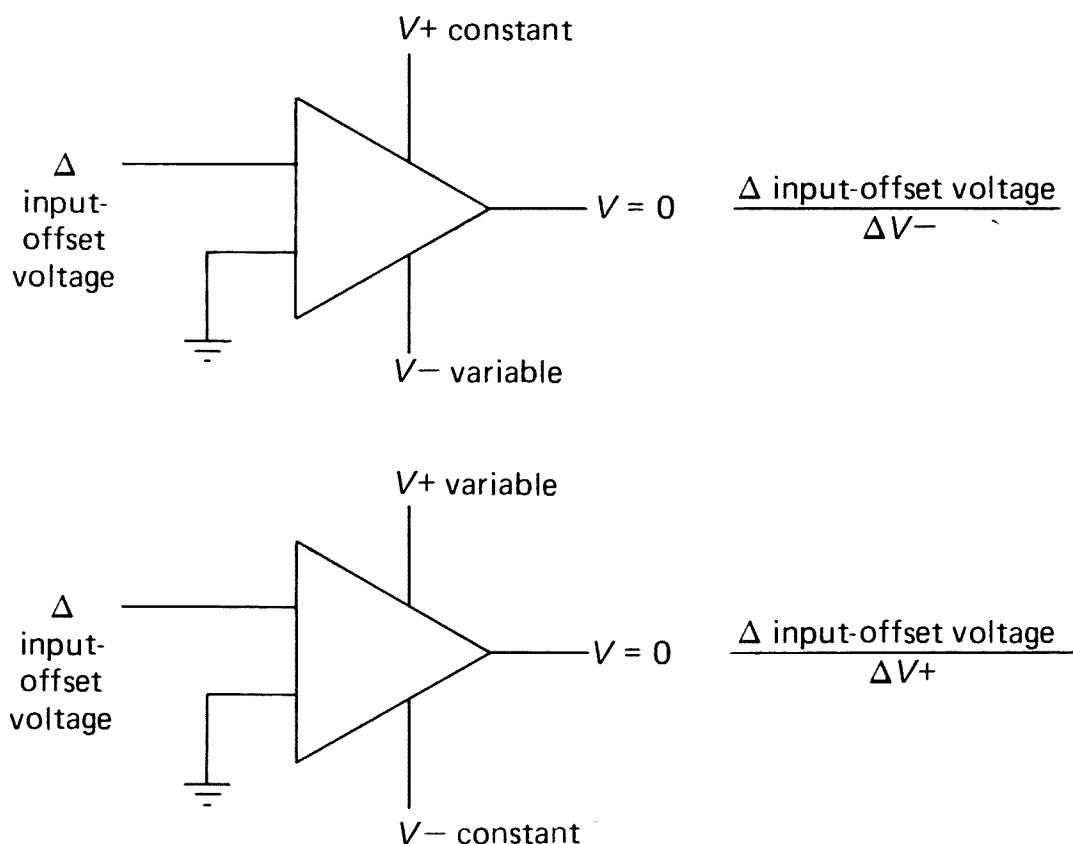 V+ constant
Δ
input-
offset
voltage
V = 0
Δ input-offset voltage
ΔV−
V− variable
V+ variable
Δ
input-
offset
voltage
V = 0
Δ input-offset voltage
ΔV+
V− constant